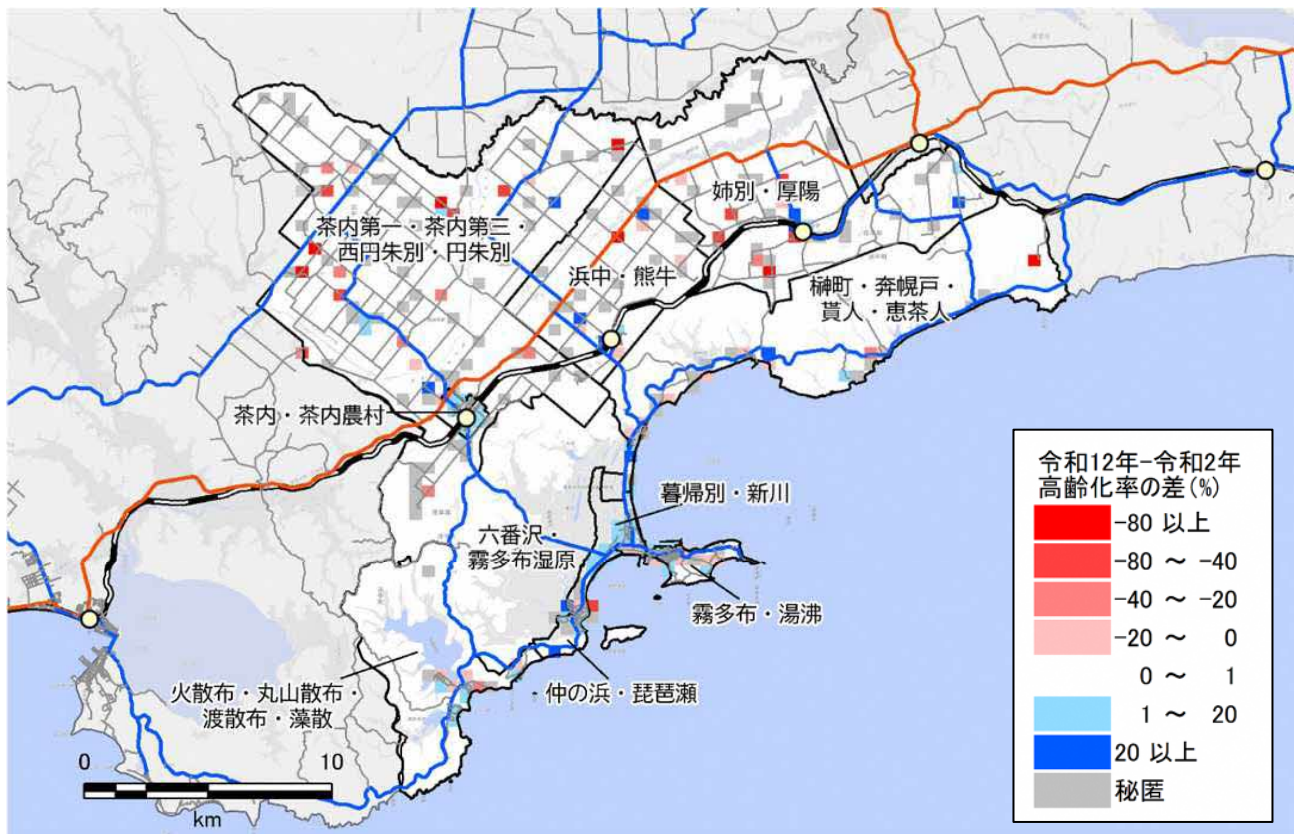 姉別・厚陽
茶内第一・茶内第三・
西円朱別・円朱別
浜中・熊牛
榊町・奔幌戸・
貰人・恵茶人
茶内・茶内農村
暮帰別・新川
六番沢・
霧多布湿原
霧多布・湯沸
仲の浜・琵琶瀬
火散布・丸山散布・
渡散布・藻散
0 10
km
令和12年-令和2年
高齢化率の差(%)
-80 以上
-80 ～ -40
-40 ～ -20
-20 ～ 0
0 ～ 1
1 ～ 20
20 以上
秘匿